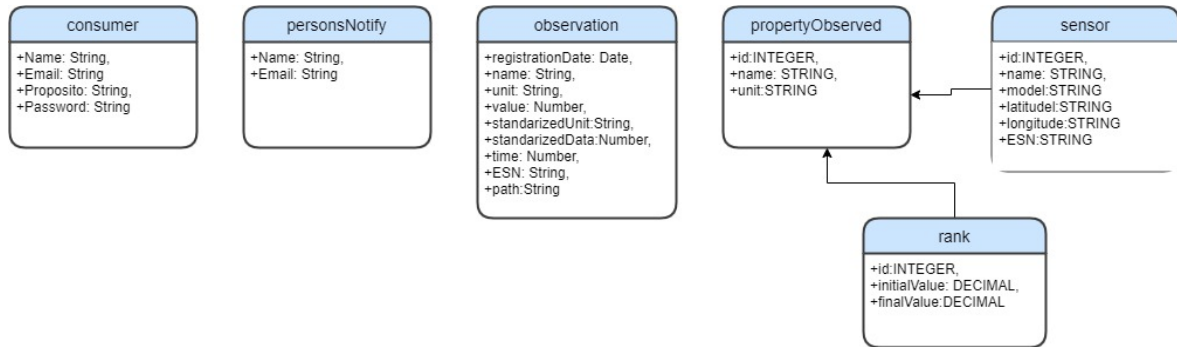 consumer
+Name: String,
+Email: String
+Proposito: String,
+Password: String
personsNotify
+Name: String,
+Email: String
observation
+registrationDate: Date,
+name: String,
+unit: String,
+value: Number,
+standarizedUnit:String,
+standarizedData:Number,
+time: Number,
+ESN: String,
+path:String
propertyObserved
+id:INTEGER,
+name: STRING,
+unit:STRING
sensor
+id:INTEGER,
+name: STRING,
+model:STRING
+latitudel:STRING
+longitude:STRING
+ESN:STRING
rank
+id:INTEGER,
+initialValue: DECIMAL,
+finalValue:DECIMAL